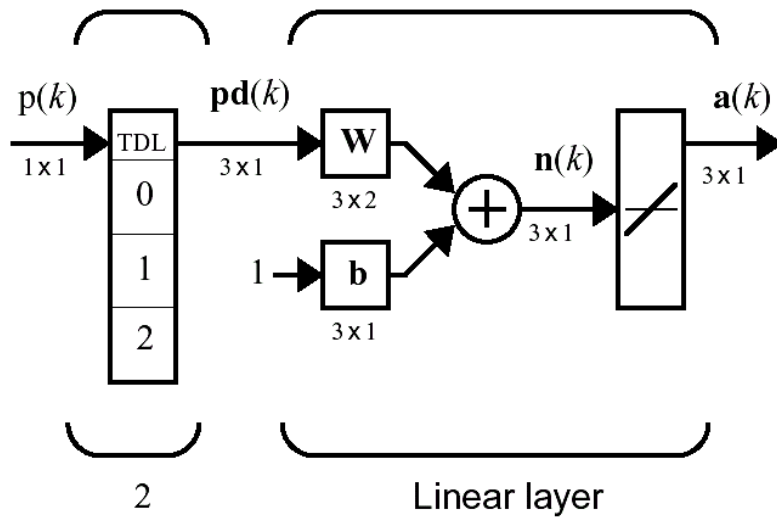 p(k)
1 x 1
TDL
0
1
2
pd(k)
3 x 1
W
3 x 2
1
b
3 x 1
n(k)
3 x 1
a(k)
3 x 1
2
Linear layer